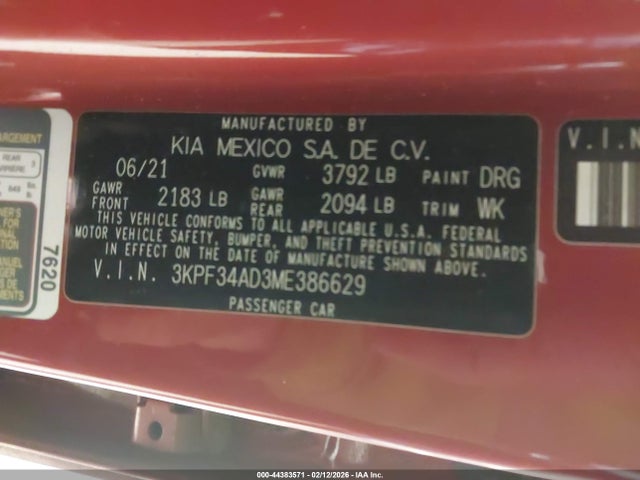 MANUFACTURED BY
KIA MEXICO S.A. DE C.V.
06/21 GVWR 3792 LB PAINT DRG
GAWR FRONT 2183 LB GAWR REAR 2094 LB TRIM WK
THIS VEHICLE CONFORMS TO ALL APPLICABLE U.S.A. FEDERAL
MOTOR VEHICLE SAFETY, BUMPER, AND THEFT PREVENTION STANDARDS
IN EFFECT ON THE DATE OF MANUFACTURE SHOWN ABOVE.
V.I.N. 3KPF34AD3ME386629
PASSENGER CAR
REAR
7620
V.I.N
000-44383571 - 02/12/2026 - IAA Inc.